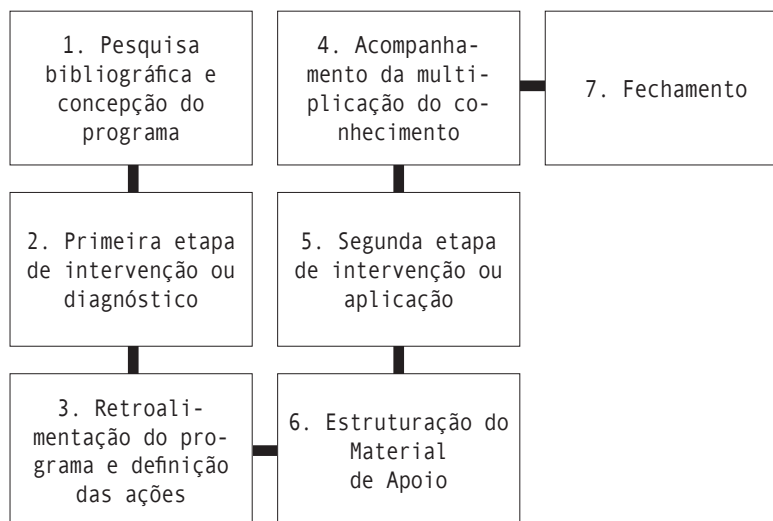 1. Pesquisa
bibliográfica e
concepção do
programa
2. Primeira etapa
de intervenção ou
diagnóstico
3. Retroali-
mentação do pro-
grama e definição
das ações
4. Acompanha-
mento da multi-
plicação do co-
nhecimento
5. Segunda etapa
de intervenção ou
aplicação
6. Estruturação do
Material
de Apoio
7. Fechamento